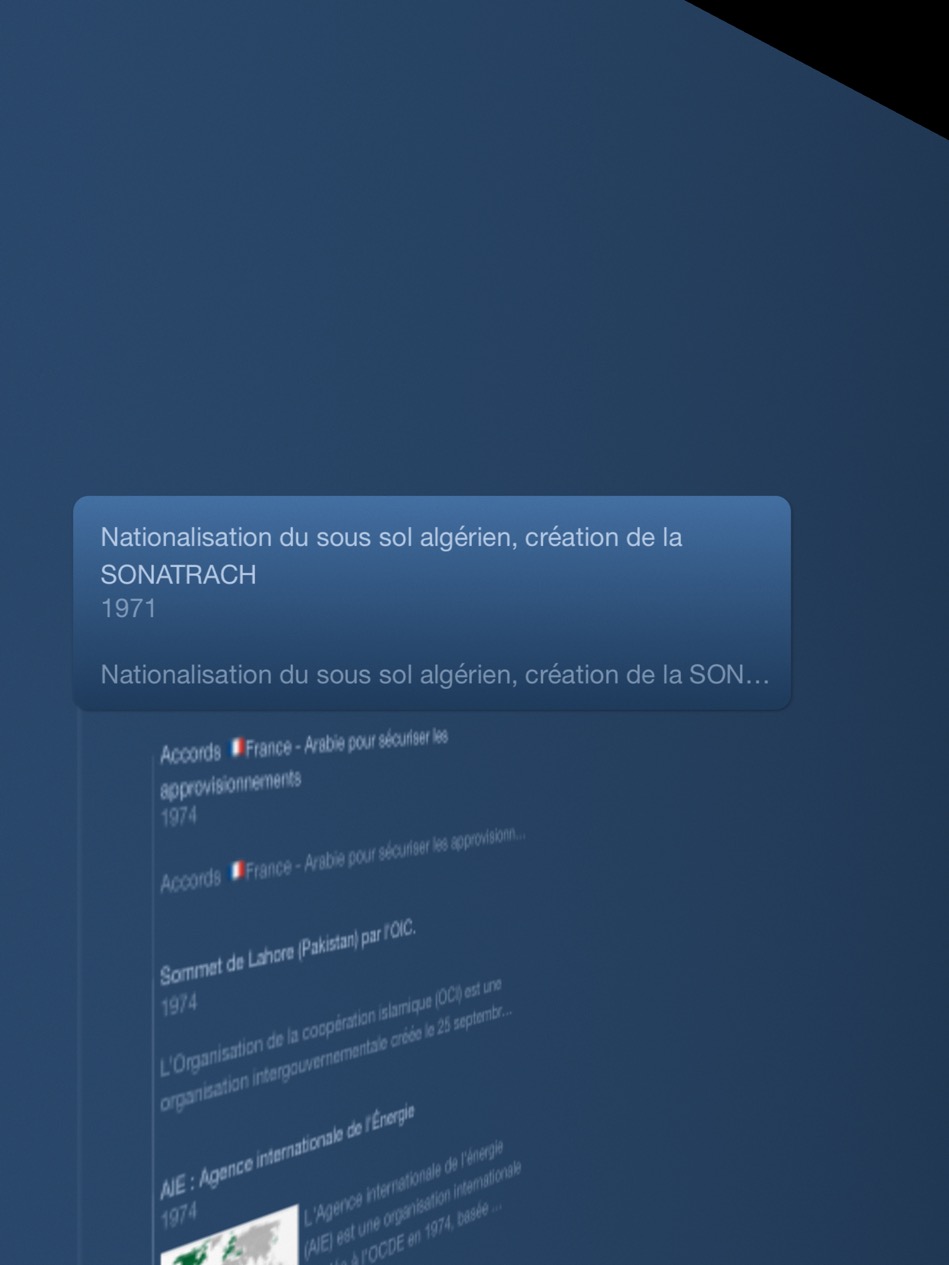 Nationalisation du sous sol algérien, création de la
SONATRACH
1971
Nationalisation du sous sol algérien, création de la SON...
Accords 🇫🇷France - Arabie pour sécuriser les
approvisionnements
1974
Accords 🇫🇷France - Arabie pour sécuriser les approvisionn...
Sommet de Lahore (Pakistan) par l'OIC.
1974
L'Organisation de la coopération islamique (OCI) est une
organisation intergouvernementale créée le 25 septembr...
AIE : Agence internationale de l'Énergie
1974
L'Agence internationale de l'énergie
(AIE) est une organisation internationale
à l'OCDE en 1974, basée ...